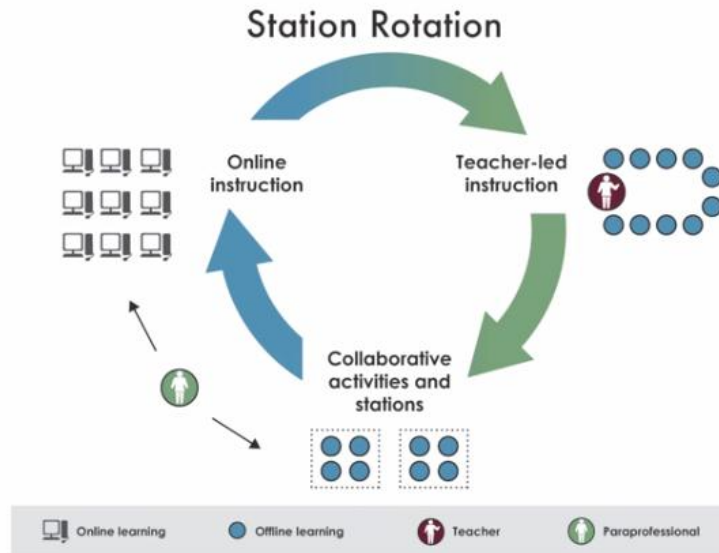 Station Rotation
Online
instruction
Teacher-led
instruction
Collaborative
activities and
stations
Online learning
Offline learning
Teacher
Paraprofessional